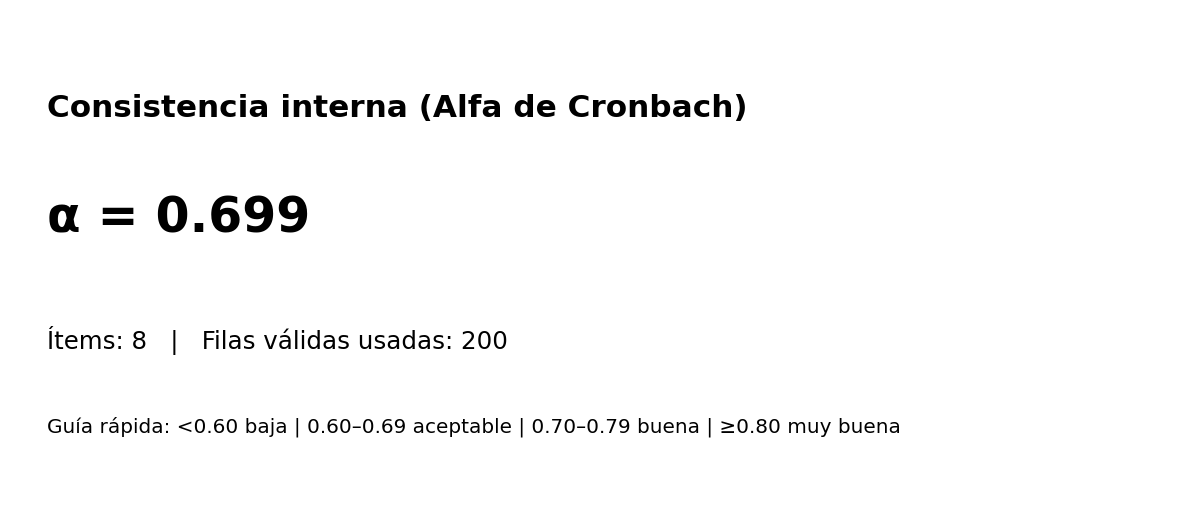 Consistencia interna (Alfa de Cronbach)
α = 0.699
Ítems: 8   |   Filas válidas usadas: 200
Guía rápida: <0.60 baja | 0.60–0.69 aceptable | 0.70–0.79 buena | ≥0.80 muy buena